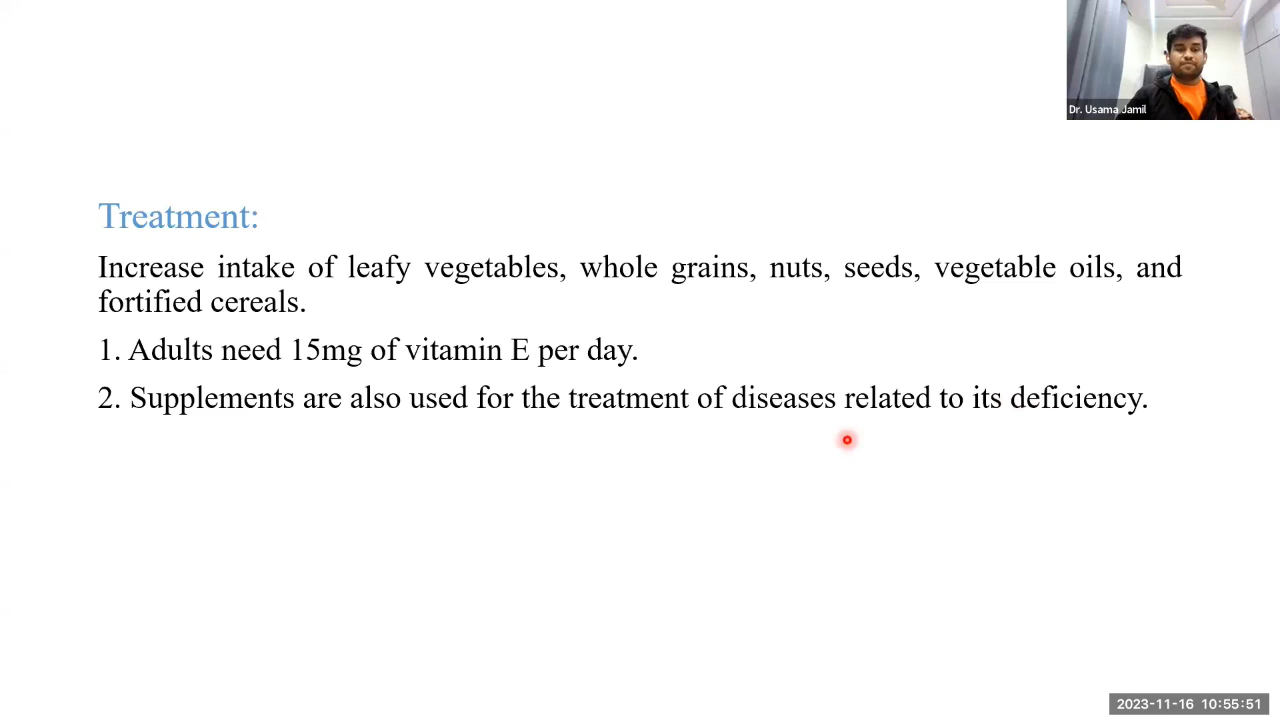 Dr. Usama Jamil
Treatment:
Increase intake of leafy vegetables, whole grains, nuts, seeds, vegetable oils, and
fortified cereals.
1. Adults need 15mg of vitamin E per day.
2. Supplements are also used for the treatment of diseases related to its deficiency.
2023-11-16 10:55:51